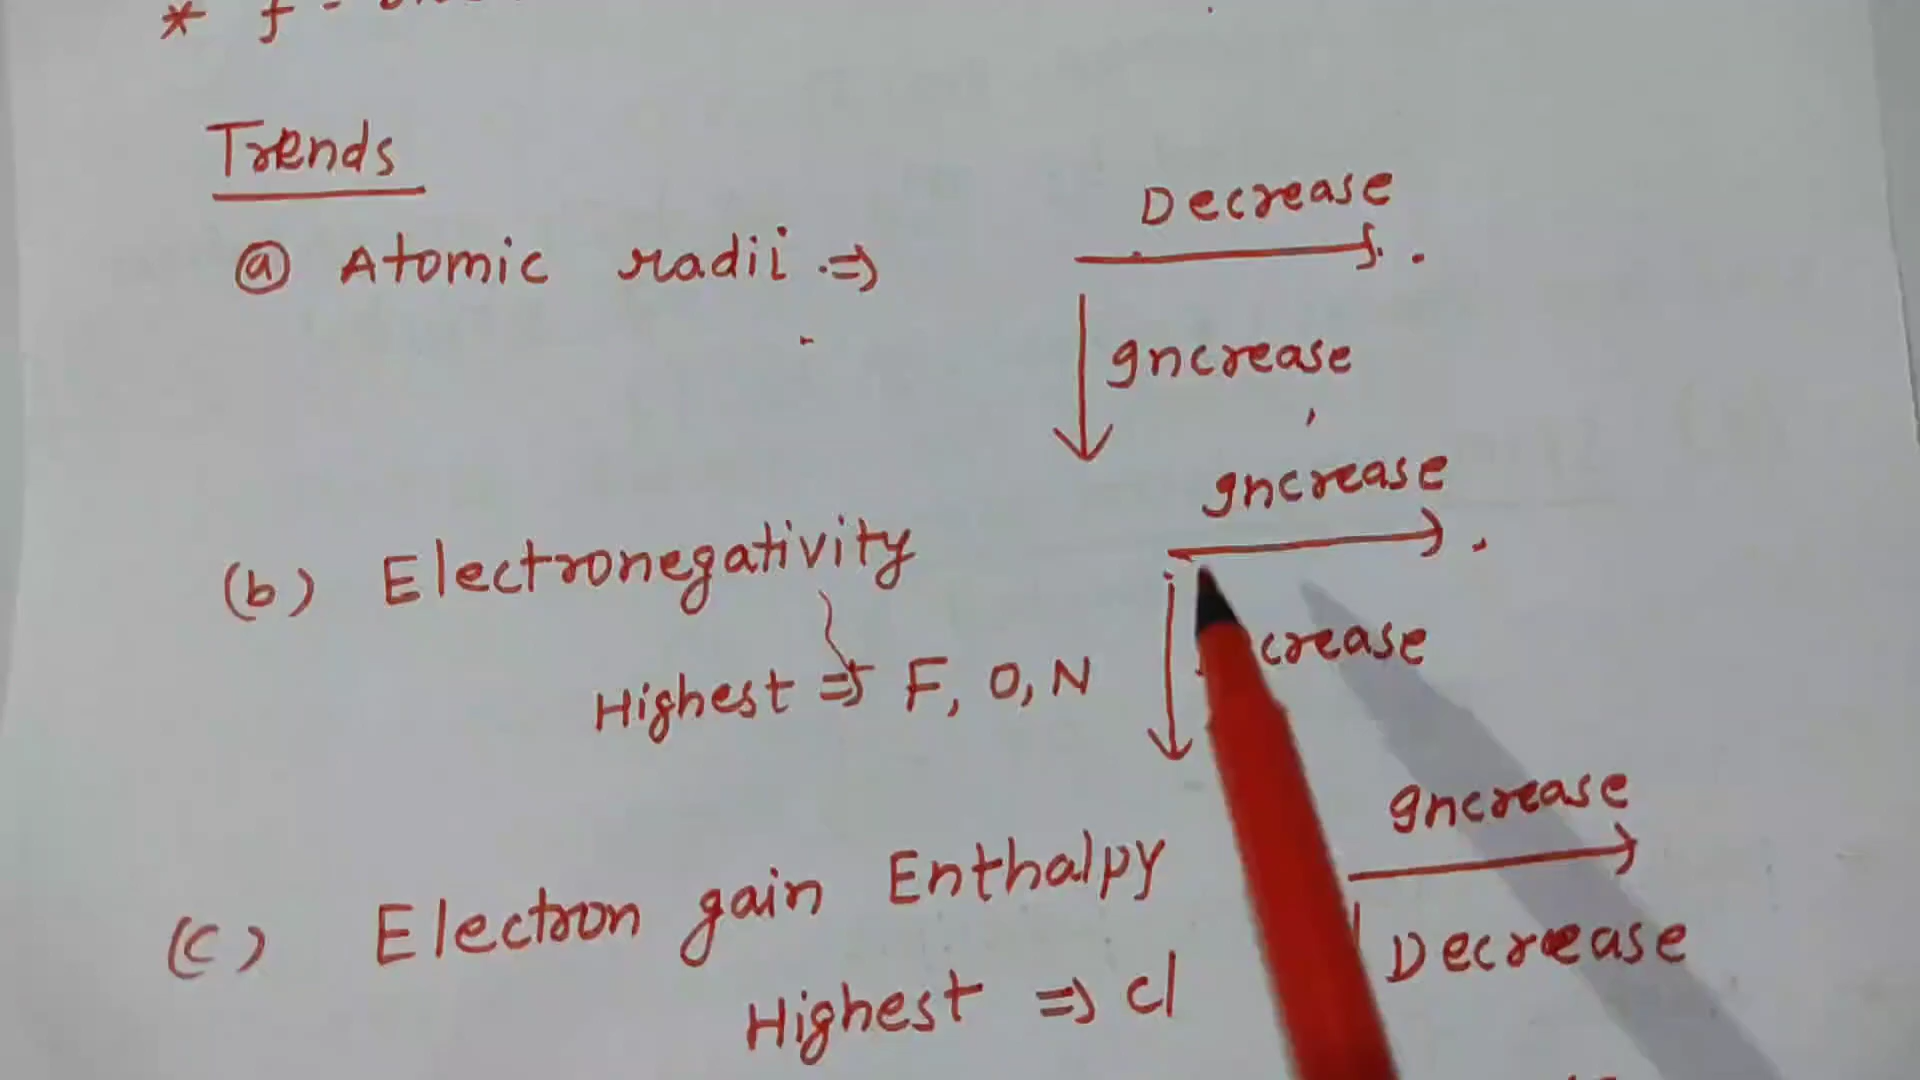 * f -
Trends
Decrease
ⓐ Atomic radii ⇒
Increase
Increase
(b) Electronegativity
crease
Highest ⇒ F, O, N
Increase
(C) Electron gain Enthalpy
Decrease
Highest ⇒ Cl